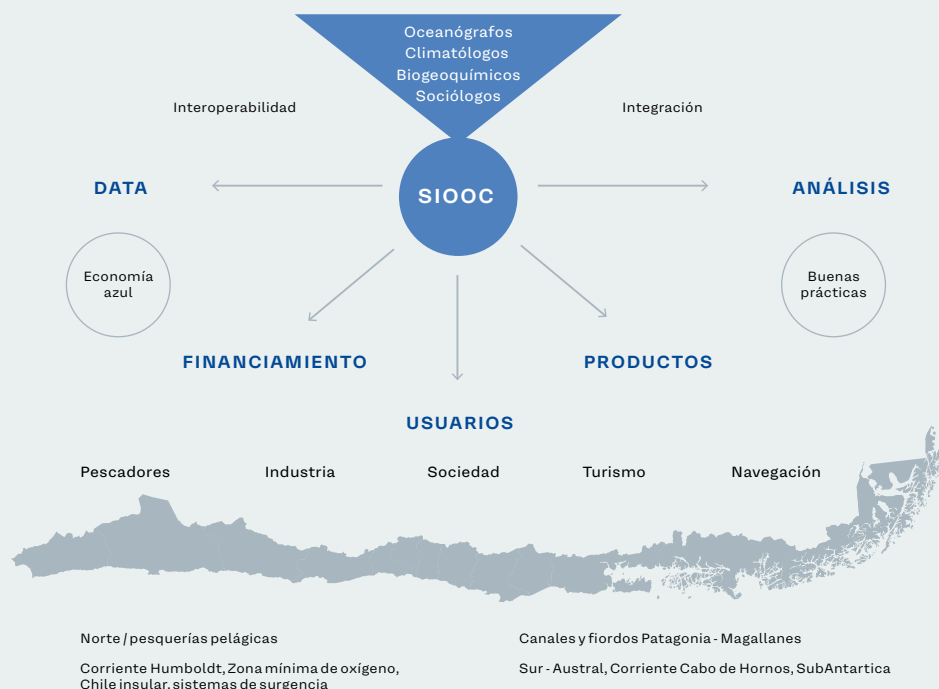 Oceanógrafos
Climatólogos
Biogeoquímicos
Sociólogos
Interoperabilidad
Integración
DATA
SIOOC
ANÁLISIS
Economía
azul
Buenas
prácticas
FINANCIAMIENTO
PRODUCTOS
USUARIOS
Pescadores
Industria
Sociedad
Turismo
Navegación
Norte / pesquerías pelágicas
Corriente Humboldt, Zona mínima de oxígeno,
Chile insular, sistemas de surgencia
Canales y fiordos Patagonia - Magallanes
Sur - Austral, Corriente Cabo de Hornos, SubAntartica